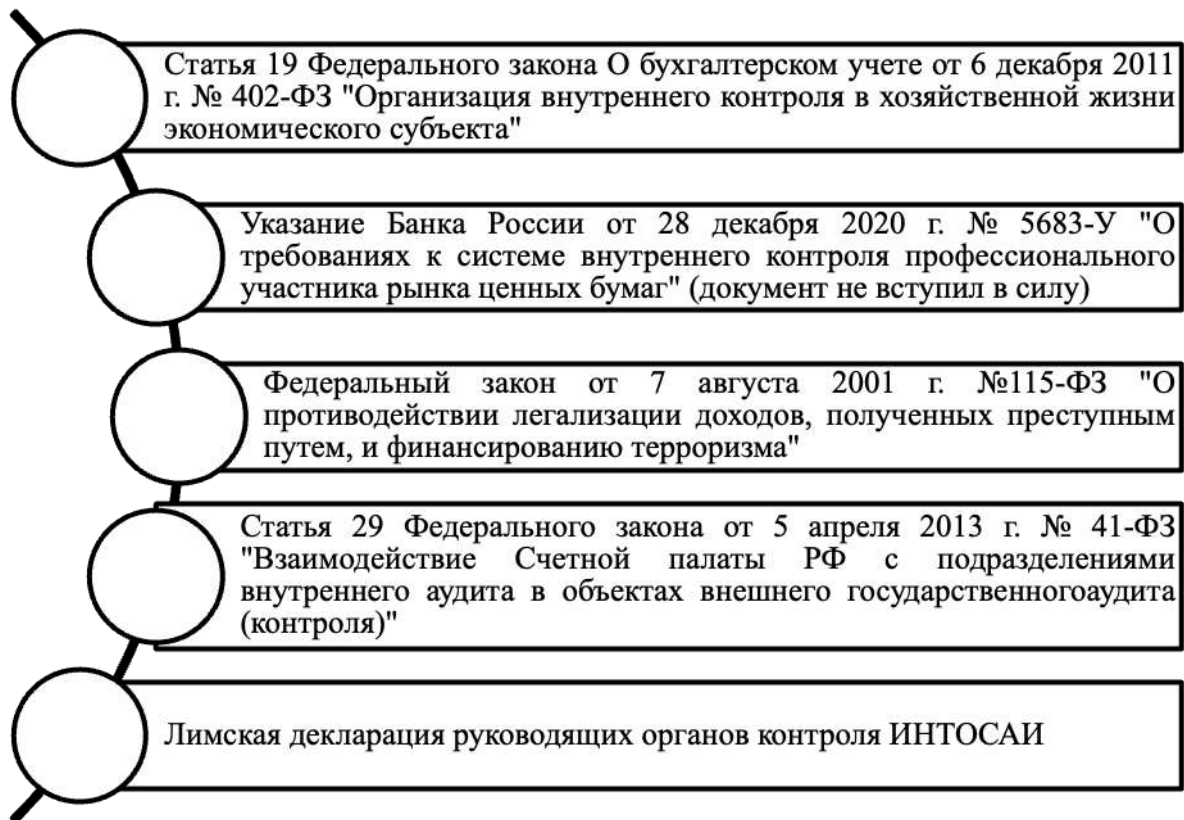 Статья 19 Федерального закона О бухгалтерском учете от 6 декабря 2011
г. № 402-ФЗ "Организация внутреннего контроля в хозяйственной жизни
экономического субъекта"
Указание Банка России от 28 декабря 2020 г. № 5683-У "О
требованиях к системе внутреннего контроля профессионального
участника рынка ценных бумаг" (документ не вступил в силу)
Федеральный закон от 7 августа 2001 г. №115-ФЗ "О
противодействии легализации доходов, полученных преступным
путем, и финансированию терроризма"
Статья 29 Федерального закона от 5 апреля 2013 г. № 41-ФЗ
"Взаимодействие Счетной палаты РФ с подразделениями
внутреннего аудита в объектах внешнего государственногоаудита
(контроля)"
Лимская декларация руководящих органов контроля ИНТОСАИ